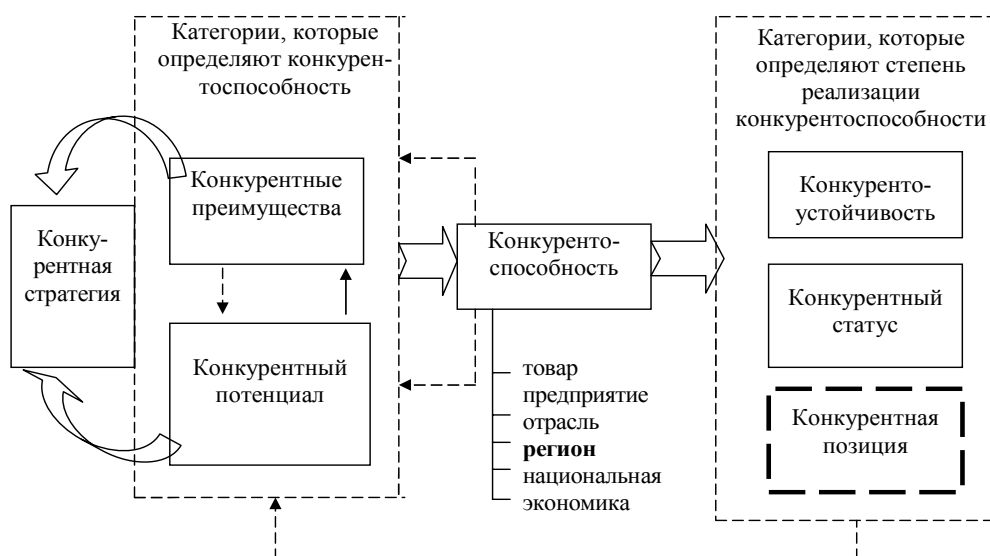 Категории, которые
определяют конкурен-
тоспособность
Конкурентные
преимущества
Конку-
рентная
стратегия
Конкурентный
потенциал
Конкуренто-
способность
товар
предприятие
отрасль
регион
национальная
экономика
Категории, которые
определяют степень
реализации
конкурентоспособности
Конкуренто-
устойчивость
Конкурентный
статус
Конкурентная
позиция